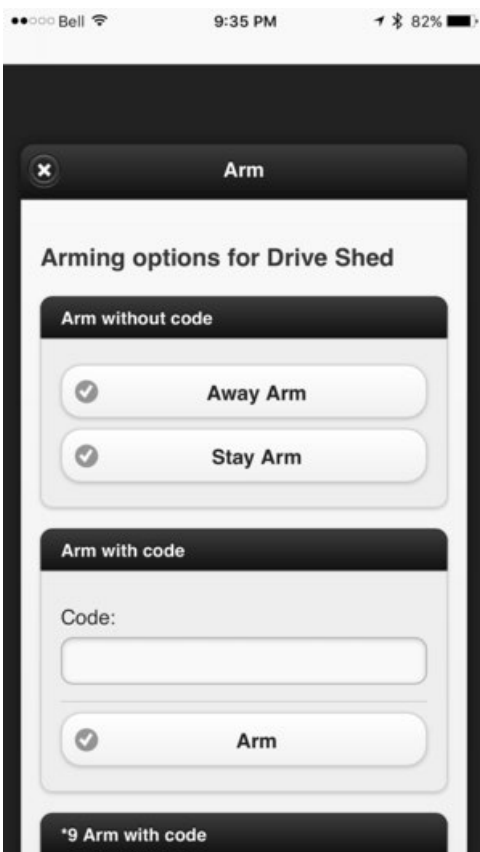 Bell 9:35 PM 82%
Arm
Arming options for Drive Shed
Arm without code
Away Arm
Stay Arm
Arm with code
Code:
Arm
*9 Arm with code